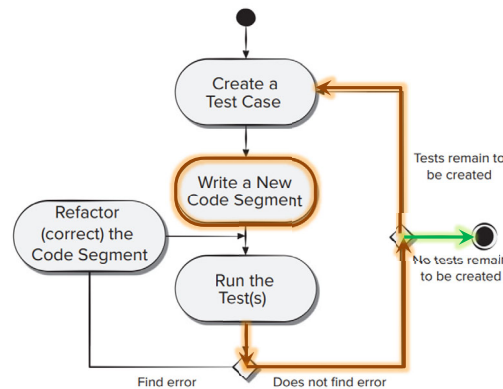 Create a
Test Case
Write a New
Code Segment
Refactor
(correct) the
Code Segment
Run the
Test(s)
Tests remain to
be created
No tests remain
to be created
Find error
Does not find error